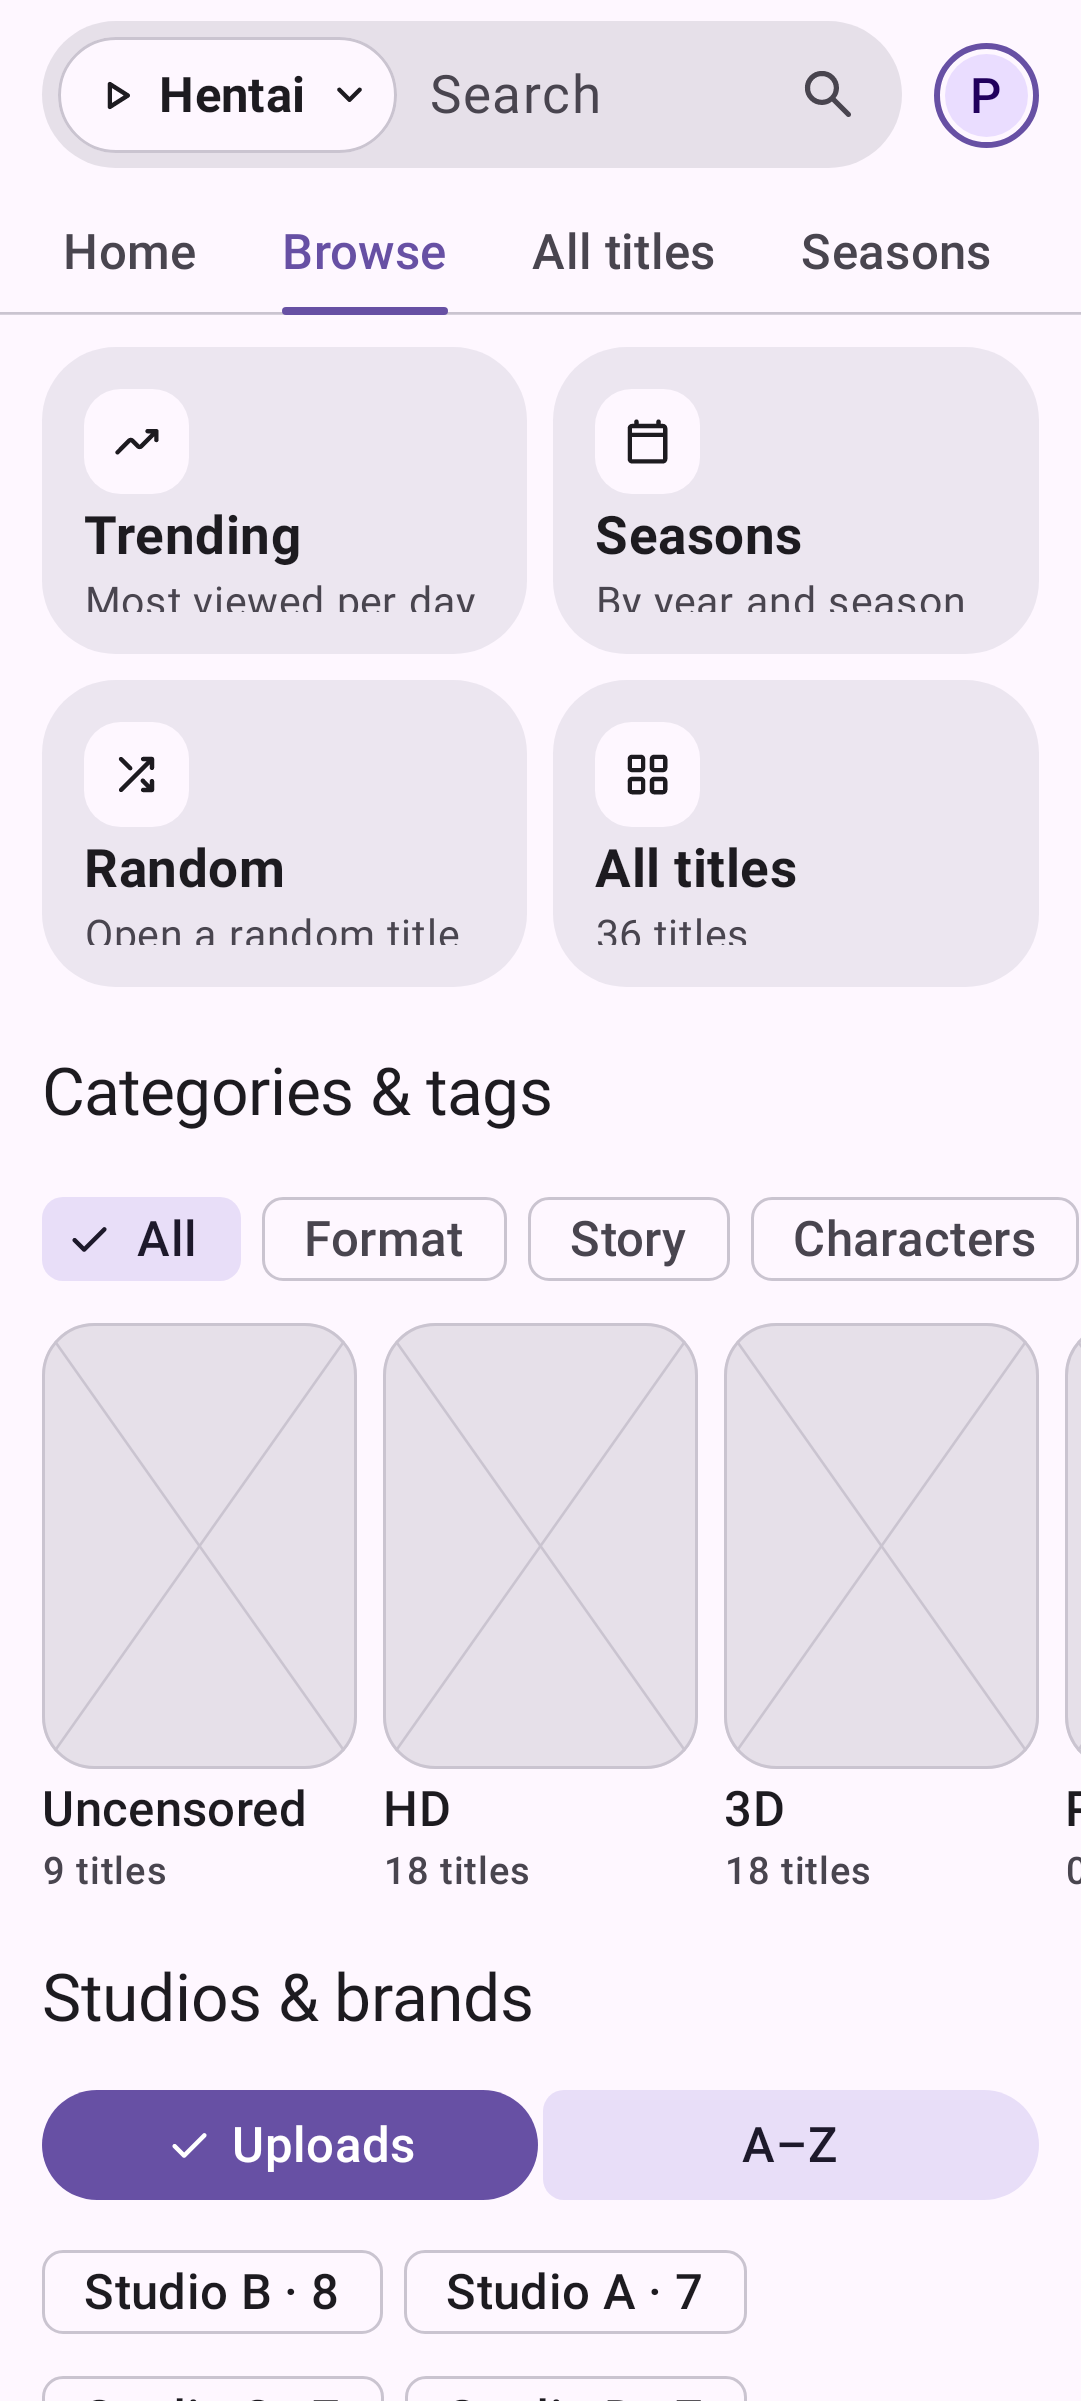 Hentai
Search
P
Home
Browse
All titles
Seasons
Trending
Most viewed per day
Seasons
By year and season
Random
Open a random title
All titles
36 titles
Categories & tags
All
Format
Story
Characters
Uncensored
HD
3D
9 titles
18 titles
18 titles
Studios & brands
Uploads
A–Z
Studio B · 8
Studio A · 7